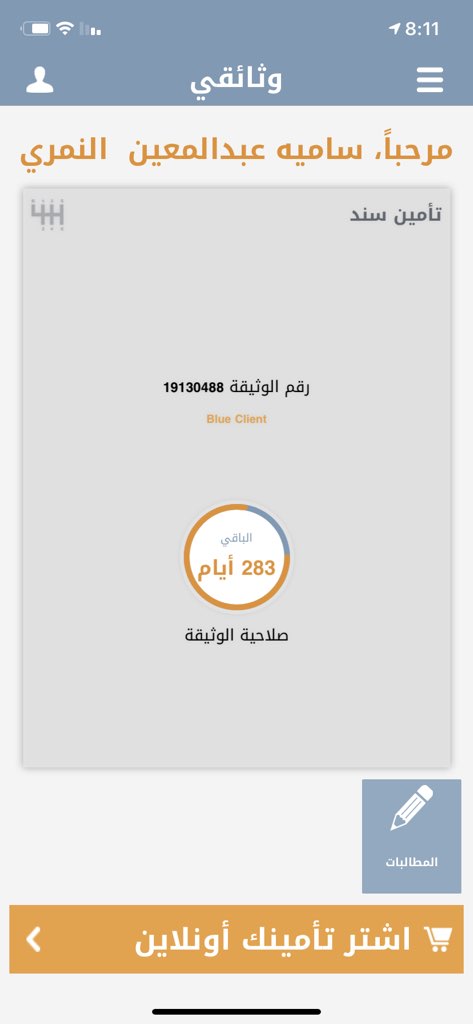 8:11
وثائقي
مرحباً، ساميه عبدالمعين النمري
تأمين سند
رقم الوثيقة 19130488
Blue Client
الباقي
283 أيام
صلاحية الوثيقة
المطالبات
اشتر تأمينك أونلاين